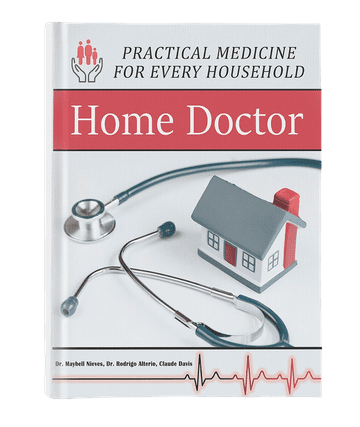 PRACTICAL MEDICINE
FOR EVERY HOUSEHOLD
Home Doctor
Dr. Maybell Nieves, Dr. Rodrigo Alterio, Claude Davis